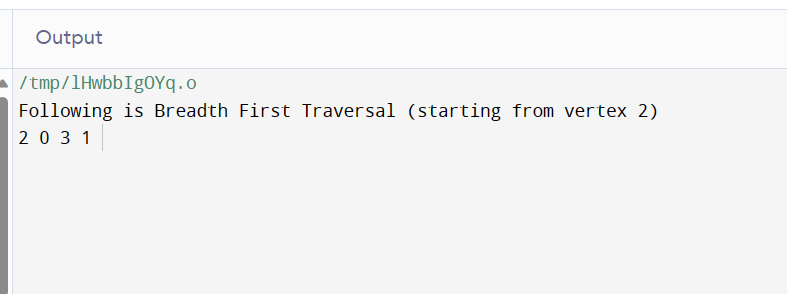 Output
/tmp/lHwbbIgOYq.o
Following is Breadth First Traversal (starting from vertex 2)
2 0 3 1